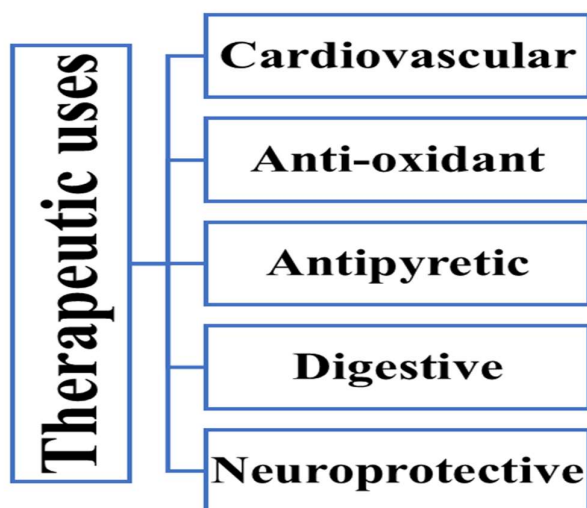 Therapeutic uses
Cardiovascular
Anti-oxidant
Antipyretic
Digestive
Neuroprotective